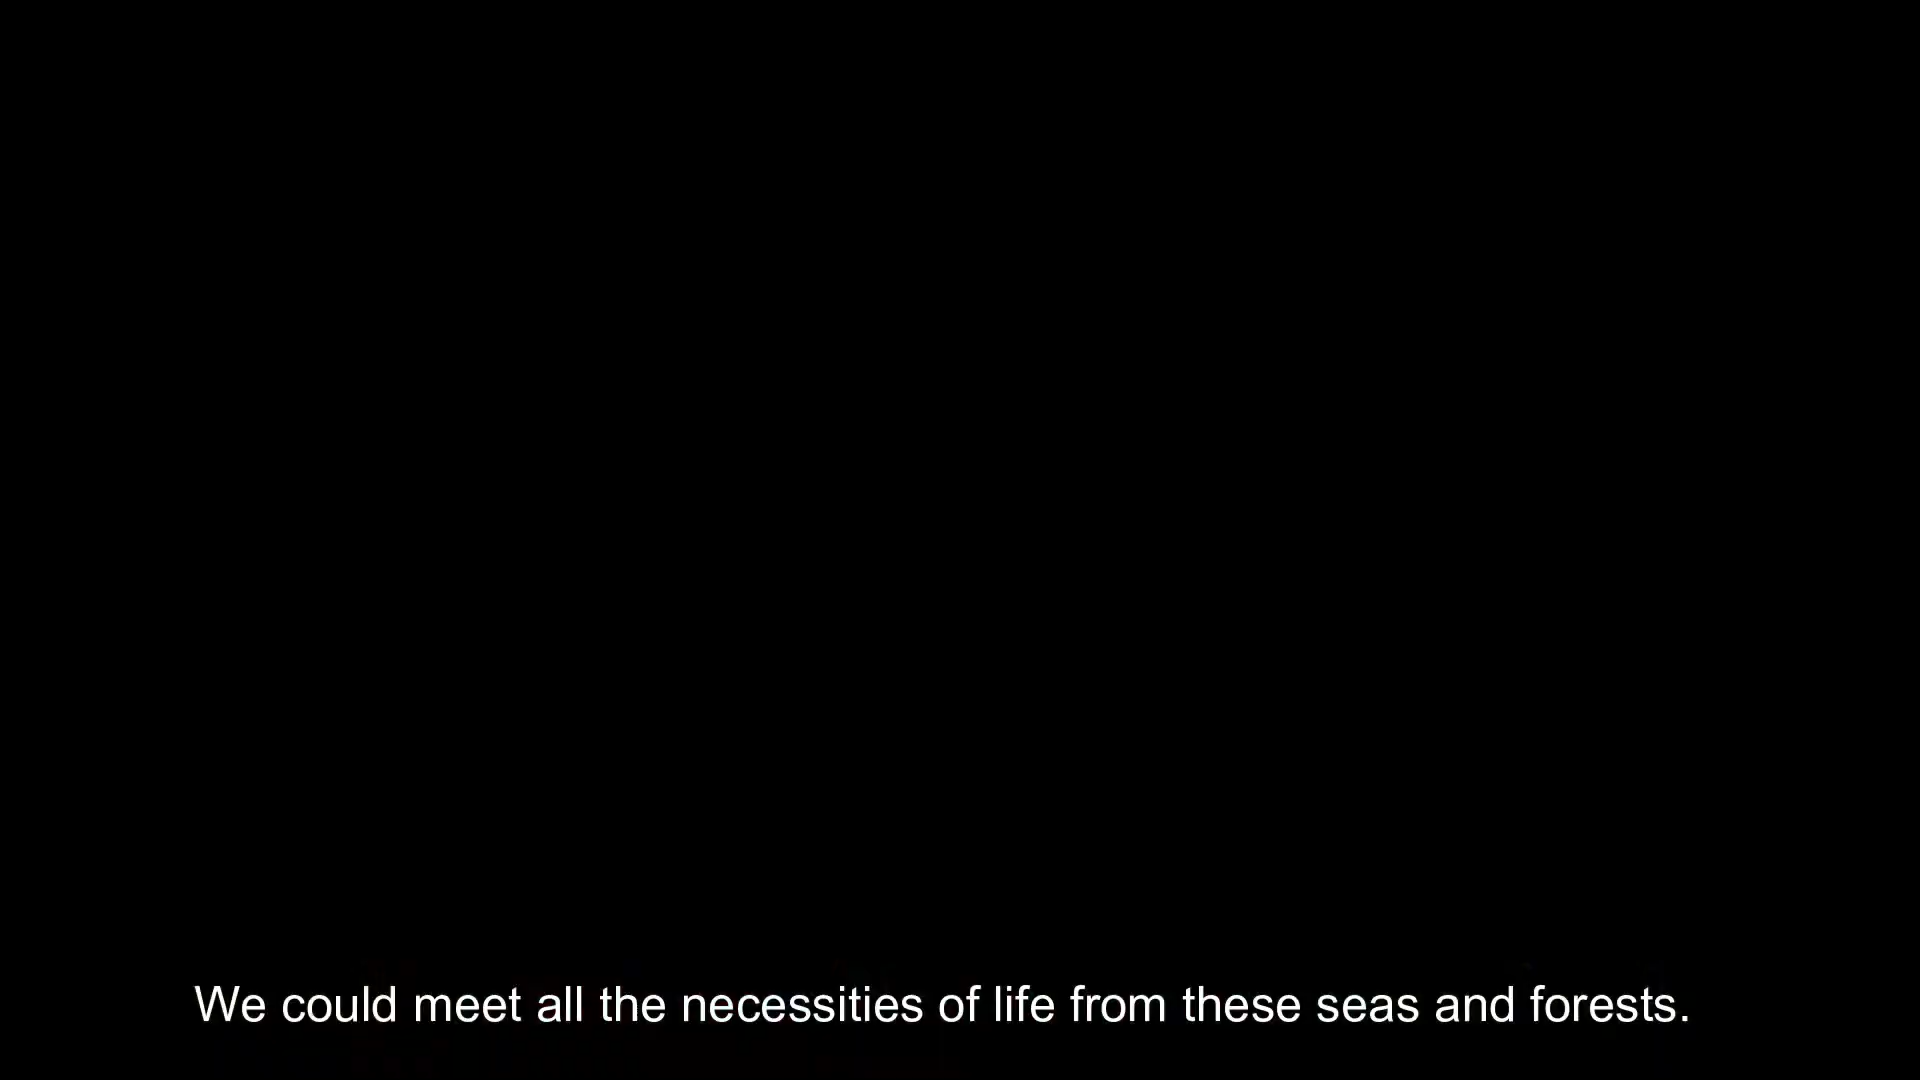 We could meet all the necessities of life from these seas and forests.